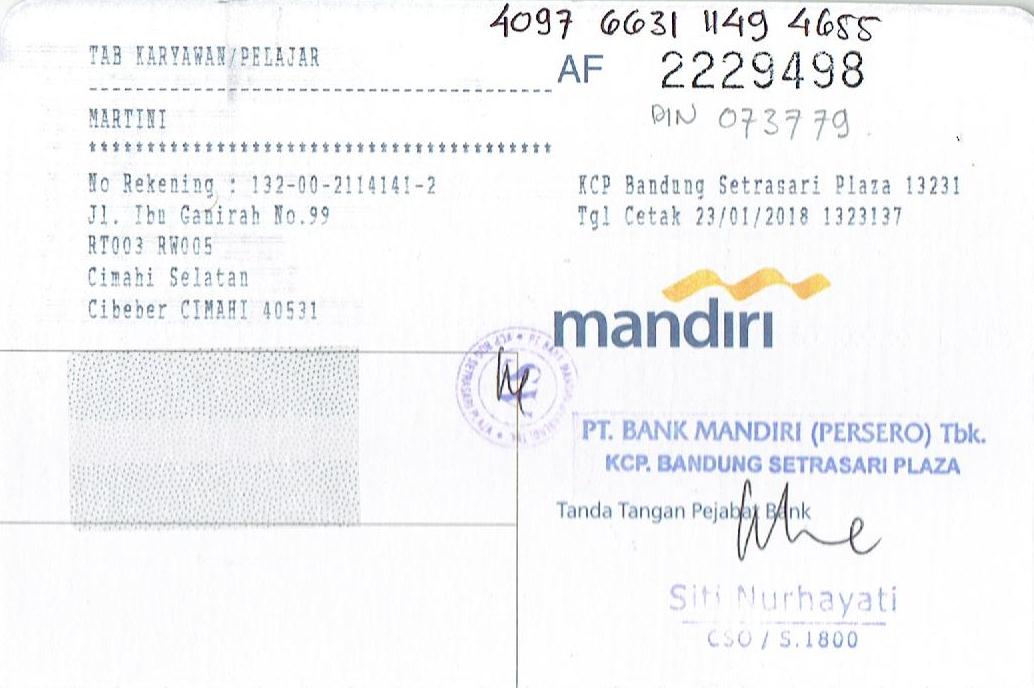 4097 6631 1149 4655
TAB KARYAWAN/PELAJAR
AF 2229498
PIN 073779
MARTINI
No Rekening : 132-00-2114141-2
Jl. Ibu Ganirah No.99
RT003 RW005
Cimahi Selatan
Cibeber CIMAHI 40531
KCP Bandung Setrasari Plaza 13231
Tgl Cetak 23/01/2018 1323137
mandiri
PT. BANK MANDIRI (PERSERO) Tbk.
KCP. BANDUNG SETRASARI PLAZA
Tanda Tangan Pejabat Bank
Siti Nurhayati
CSO / S.1800